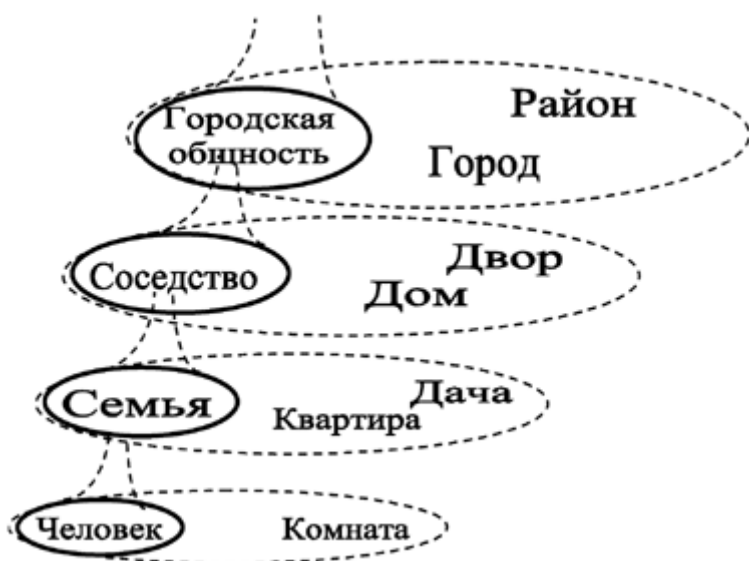 Городская
общность
Район
Город
Соседство
Двор
Дом
Семья
Дача
Квартира
Человек
Комната